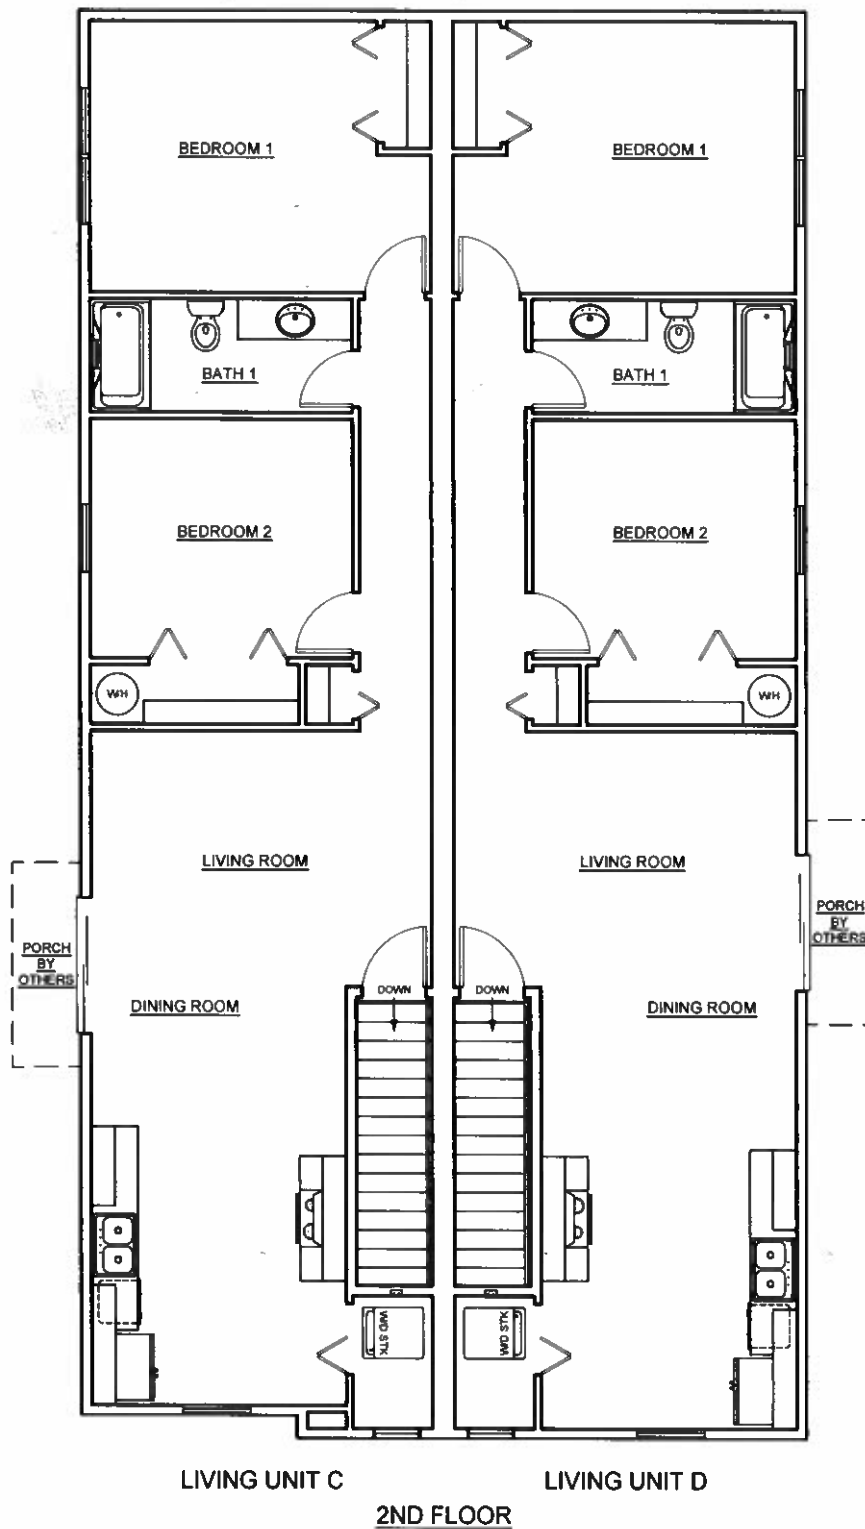 BEDROOM 1
BEDROOM 1
BATH 1
BATH 1
BEDROOM 2
BEDROOM 2
WH
WH
LIVING ROOM
LIVING ROOM
PORCH
BY
OTHERS
PORCH
BY
OTHERS
DOWN
DOWN
DINING ROOM
DINING ROOM
W/D STK
W/D STK
LIVING UNIT C
LIVING UNIT D
2ND FLOOR